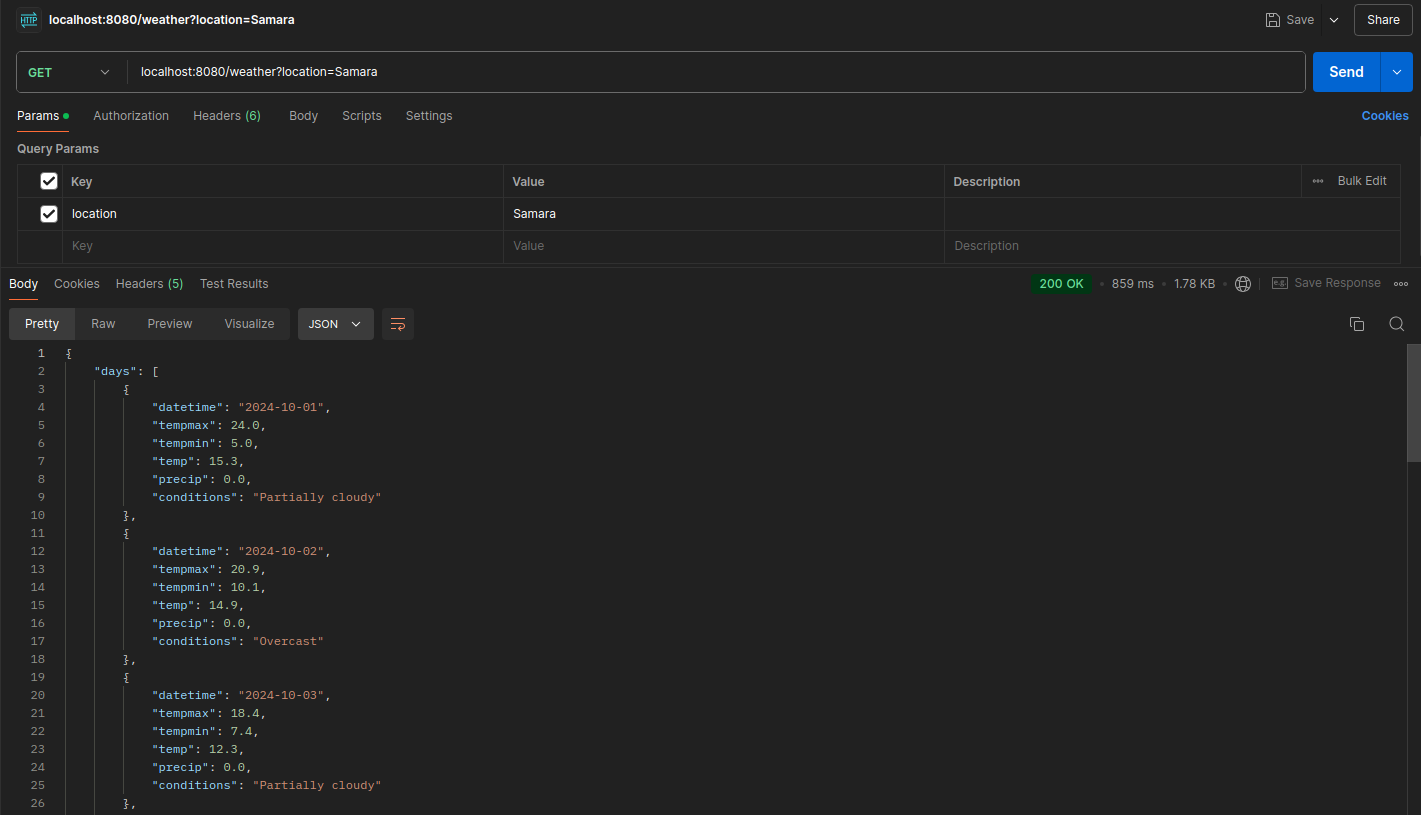 HTTP localhost:8080/weather?location=Samara Save Share
GET localhost:8080/weather?location=Samara Send
Params Authorization Headers (6) Body Scripts Settings Cookies
Query Params
Key Value Description Bulk Edit
location Samara
Key Value Description
Body Cookies Headers (5) Test Results 200 OK 859 ms 1.78 KB Save Response
Pretty Raw Preview Visualize JSON
1 {
2 "days": [
3 {
4 "datetime": "2024-10-01",
5 "tempmax": 24.0,
6 "tempmin": 5.0,
7 "temp": 15.3,
8 "precip": 0.0,
9 "conditions": "Partially cloudy"
10 },
11 {
12 "datetime": "2024-10-02",
13 "tempmax": 20.9,
14 "tempmin": 10.1,
15 "temp": 14.9,
16 "precip": 0.0,
17 "conditions": "Overcast"
18 },
19 {
20 "datetime": "2024-10-03",
21 "tempmax": 18.4,
22 "tempmin": 7.4,
23 "temp": 12.3,
24 "precip": 0.0,
25 "conditions": "Partially cloudy"
26 },